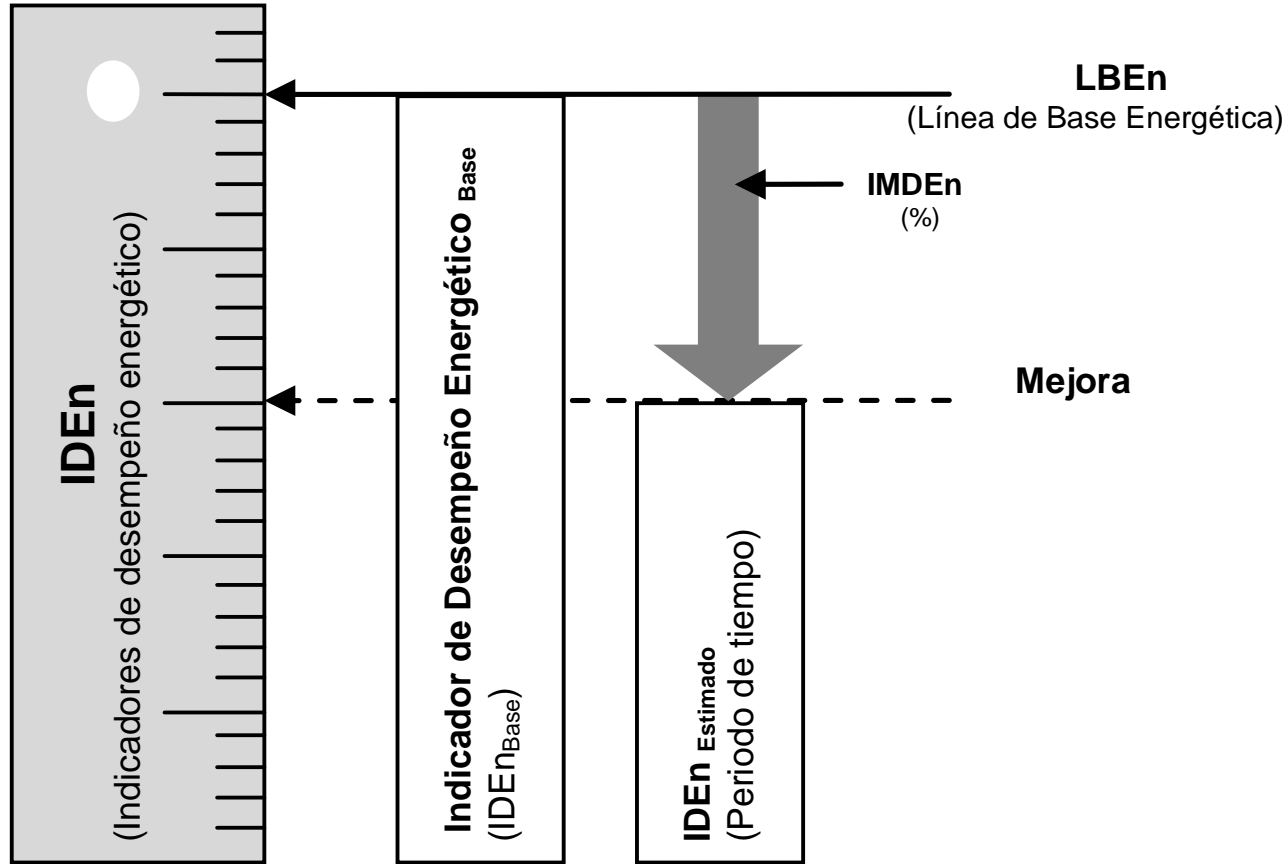 IDEn
(Indicadores de desempeño energético)
Indicador de Desempeño Energético Base
(IDEnBase)
IDEn Estimado
(Periodo de tiempo)
LBEn
(Línea de Base Energética)
IMDEn
(%)
Mejora